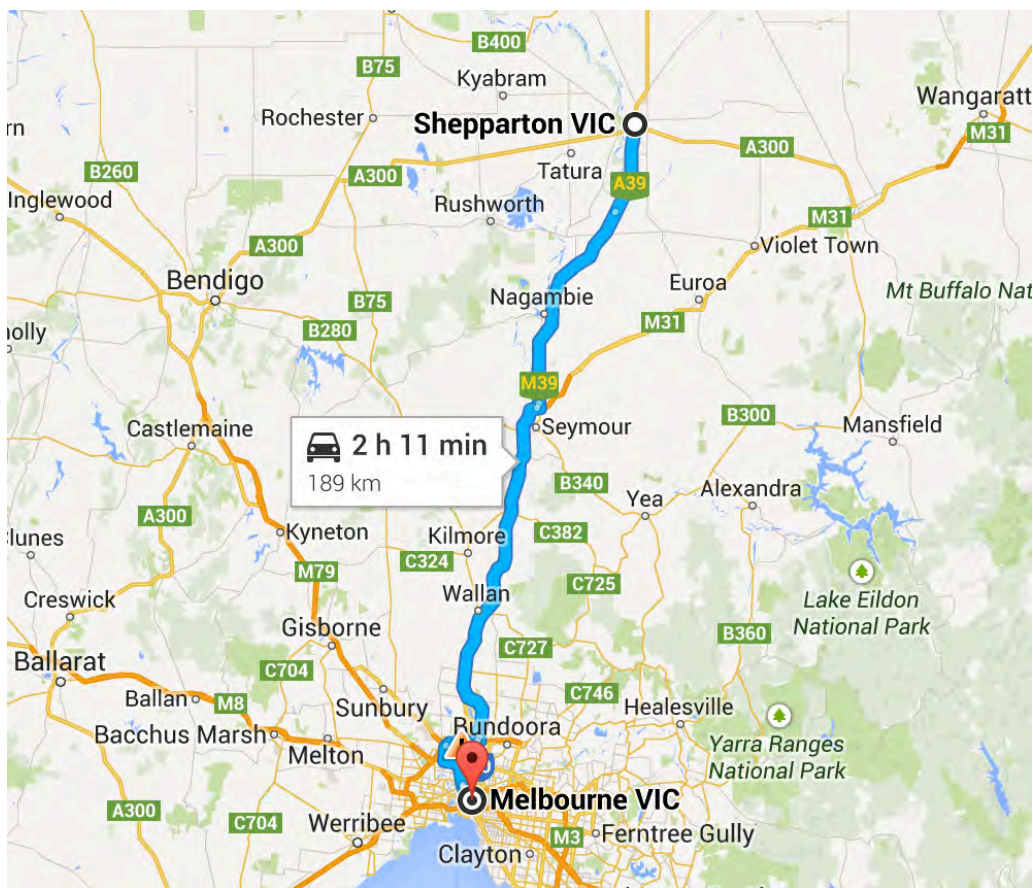 B400
B75
Kyabram
Wangaratt
Rochester
Shepparton VIC
M31
rn
A300
B260
A300
Tatura
A39
Inglewood
Rushworth
M31
A300
Violet Town
Bendigo
Euroa
Nagambie
B75
Mt Buffalo Nat
M31
B280
nolly
M39
B300
Seymour
Mansfield
Castlemaine
2 h 11 min
189 km
B340
Yea
Alexandra
A300
Kyneton
Kilmore
C382
Clunes
C324
M79
C725
Wallan
Creswick
Lake Eildon
National Park
Gisborne
B360
C727
Ballarat
C704
C746
Ballan
M8
Sunbury
Healesville
Bacchus Marsh
Melton
Bundoora
Yarra Ranges
National Park
Melbourne VIC
A300
C704
Werribee
M3
Ferntree Gully
Clayton